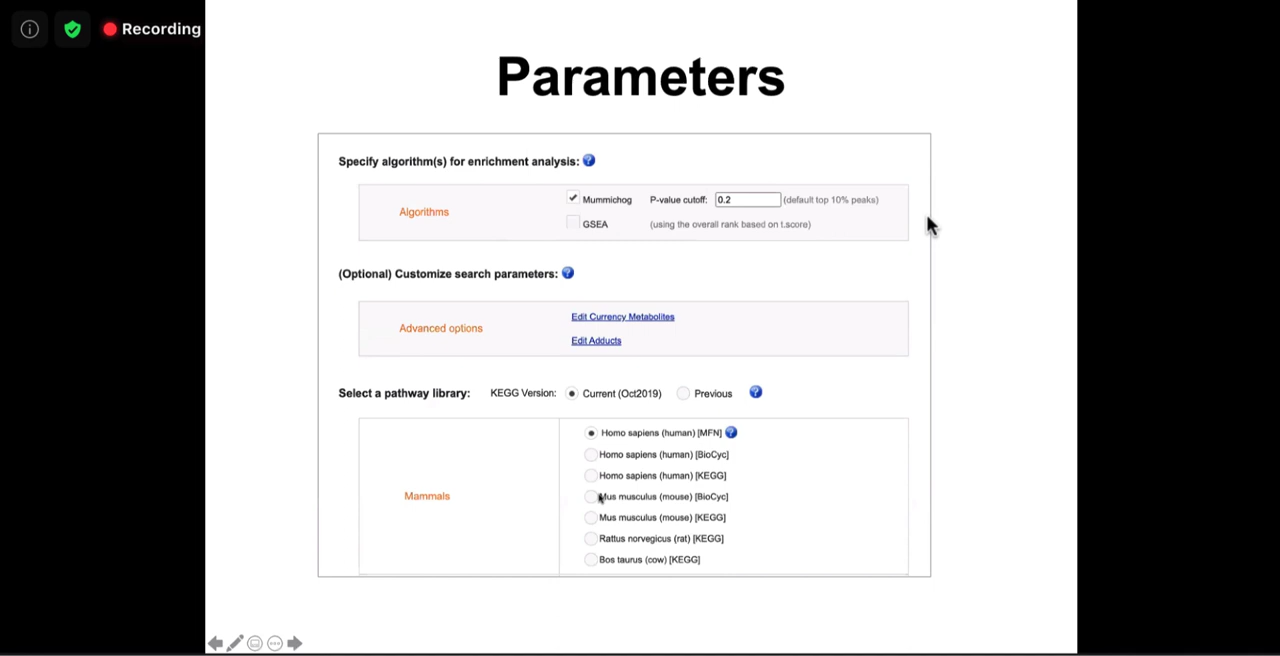 Recording
Parameters
Specify algorithm(s) for enrichment analysis: ?
Algorithms
Mummichog P-value cutoff: 0.2 (default top 10% peaks)
GSEA (using the overall rank based on t.score)
(Optional) Customize search parameters: ?
Advanced options
Edit Currency Metabolites
Edit Adducts
Select a pathway library: KEGG Version: Current (Oct2019) Previous ?
Mammals
Homo sapiens (human) [MFN] ?
Homo sapiens (human) [BioCyc]
Homo sapiens (human) [KEGG]
Mus musculus (mouse) [BioCyc]
Mus musculus (mouse) [KEGG]
Rattus norvegicus (rat) [KEGG]
Bos taurus (cow) [KEGG]